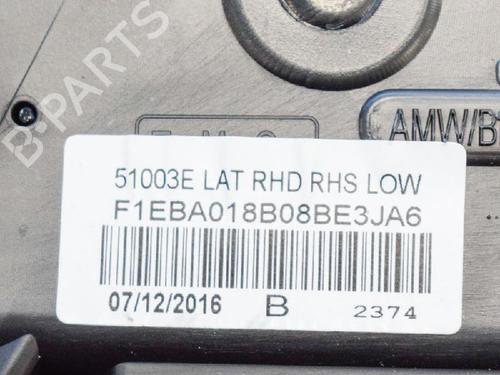 B-PARTS
AMW/B
51003E LAT RHD RHS LOW
F1EBA018B08BE3JA6
07/12/2016 B 2374